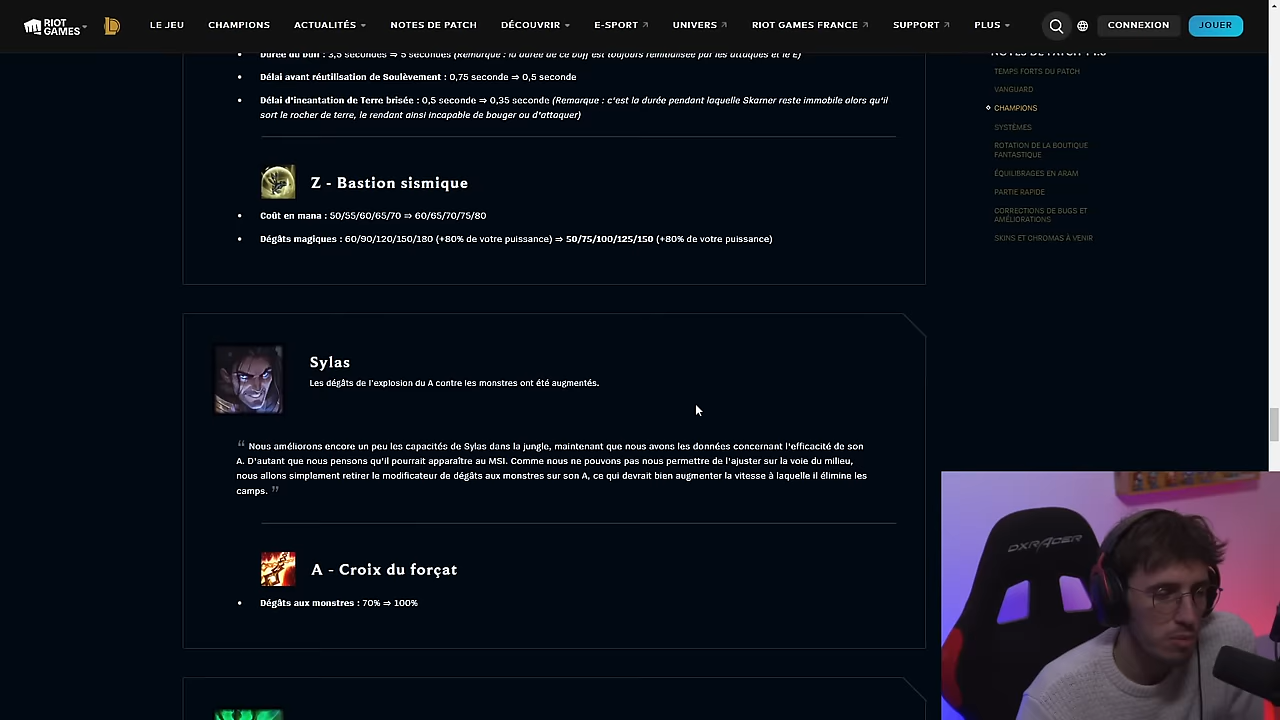 RIOT GAMES
LE JEU
CHAMPIONS
ACTUALITÉS
NOTES DE PATCH
DÉCOUVRIR
E-SPORT
UNIVERS
RIOT GAMES FRANCE
SUPPORT
PLUS
CONNEXION
JOUER
Durée du buff : 3,5 secondes ⇒ 5 secondes (Remarque : la durée de ce buff est toujours réinitialisée par les attaques et le E)
Délai avant réutilisation de Soulèvement : 0,75 seconde ⇒ 0,5 seconde
Délai d'incantation de Terre brisée : 0,5 seconde ⇒ 0,35 seconde (Remarque : c'est la durée pendant laquelle Skarner reste immobile alors qu'il
sort le rocher de terre, le rendant ainsi incapable de bouger ou d'attaquer)
Z - Bastion sismique
Coût en mana : 50/55/60/65/70 ⇒ 60/65/70/75/80
Dégâts magiques : 60/90/120/150/180 (+80% de votre puissance) ⇒ 50/75/100/125/150 (+80% de votre puissance)
Sylas
Les dégâts de l'explosion du A contre les monstres ont été augmentés.
“ Nous améliorons encore un peu les capacités de Sylas dans la jungle, maintenant que nous avons les données concernant l'efficacité de son
A. D'autant que nous pensons qu'il pourrait apparaître au MSI. Comme nous ne pouvons pas nous permettre de l'ajuster sur la voie du milieu,
nous allons simplement retirer le modificateur de dégâts aux monstres sur son A, ce qui devrait bien augmenter la vitesse à laquelle il élimine les
camps. ”
A - Croix du forçat
Dégâts aux monstres : 70% ⇒ 100%
NOTES DE PATCH 14.8
TEMPS FORTS DU PATCH
VANGUARD
CHAMPIONS
SYSTÈMES
ROTATION DE LA BOUTIQUE
FANTASTIQUE
ÉQUILIBRAGES EN ARAM
PARTIE RAPIDE
CORRECTIONS DE BUGS ET
AMÉLIORATIONS
SKINS ET CHROMAS À VENIR
DXRACER